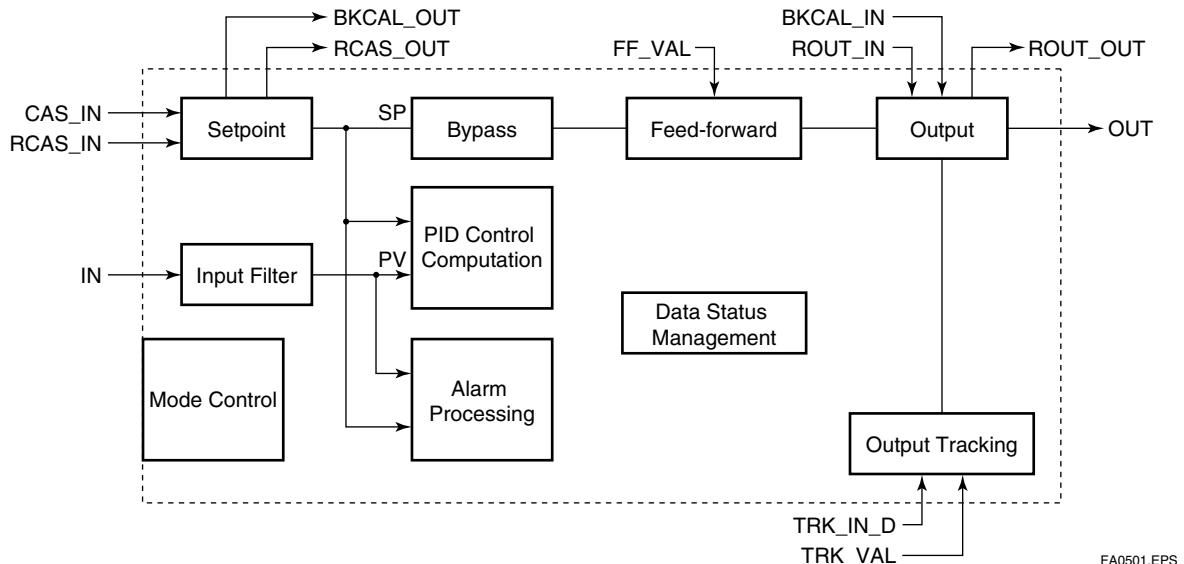 BKCAL_OUT
BKCAL_IN
RCAS_OUT
FF_VAL
ROUT_IN
ROUT_OUT
CAS_IN
RCAS_IN
Setpoint
SP
Bypass
Feed-forward
Output
OUT
PID Control
Computation
IN
Input Filter
PV
Data Status
Management
Mode Control
Alarm
Processing
Output Tracking
TRK_IN_D
TRK_VAL
FA0501.EPS